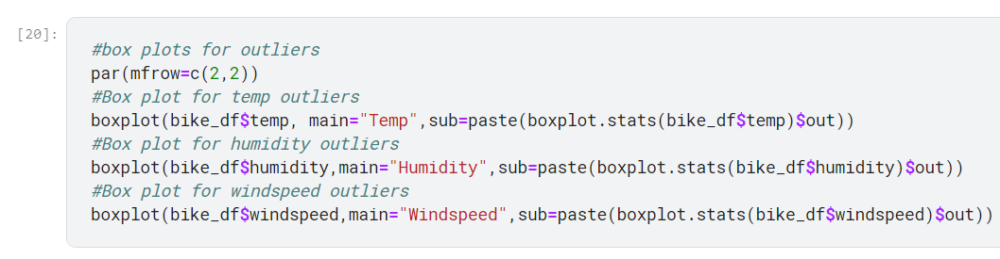 [20]:
#box plots for outliers
par(mfrow=c(2,2))
#Box plot for temp outliers
boxplot(bike_df$temp, main="Temp",sub=paste(boxplot.stats(bike_df$temp)$out))
#Box plot for humidity outliers
boxplot(bike_df$humidity,main="Humidity",sub=paste(boxplot.stats(bike_df$humidity)$out))
#Box plot for windspeed outliers
boxplot(bike_df$windspeed,main="Windspeed",sub=paste(boxplot.stats(bike_df$windspeed)$out))